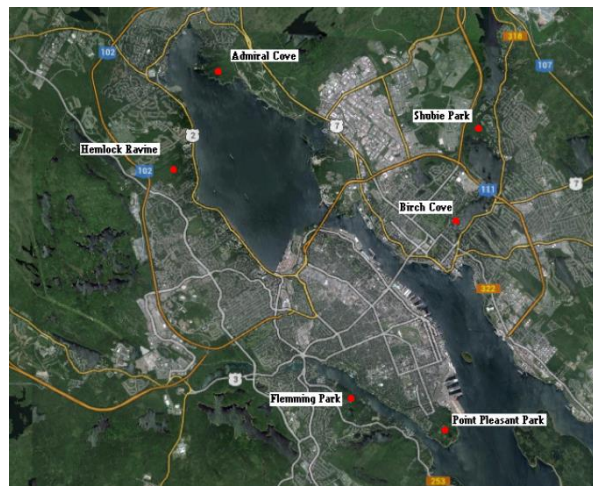 318
102
107
Admiral Cove
Shubie Park
7
2
Hemlock Ravine
102
111
7
Birch Cove
322
3
Flemming Park
Point Pleasant Park
253